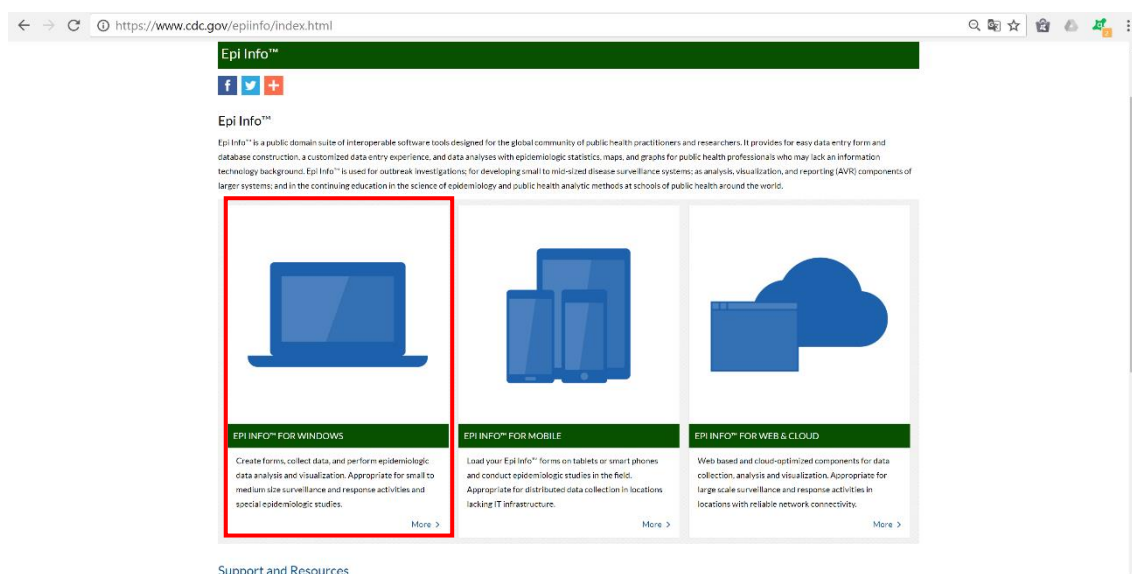 https://www.cdc.gov/epiinfo/index.html
Epi Info™
Epi Info™
Epi Info™ is a public domain suite of interoperable software tools designed for the global community of public health practitioners and researchers. It provides for easy data entry form and
database construction, a customized data entry experience, and data analyses with epidemiologic statistics, maps, and graphs for public health professionals who may lack an information
technology background. Epi Info™ is used for outbreak investigations; for developing small to mid-sized disease surveillance systems; as analysis, visualization, and reporting (AVR) components of
larger systems; and in the continuing education in the science of epidemiology and public health analytic methods at schools of public health around the world.
EPI INFO™ FOR WINDOWS
Create forms, collect data, and perform epidemiologic
data analysis and visualization. Appropriate for small to
medium size surveillance and response activities and
special epidemiologic studies.
More >
EPI INFO™ FOR MOBILE
Load your Epi Info™ forms on tablets or smart phones
and conduct epidemiologic studies in the field.
Appropriate for distributed data collection in locations
lacking IT infrastructure.
More >
EPI INFO™ FOR WEB & CLOUD
Web based and cloud-optimized components for data
collection, analysis and visualization. Appropriate for
large scale surveillance and response activities in
locations with reliable network connectivity.
More >
Support and Resources